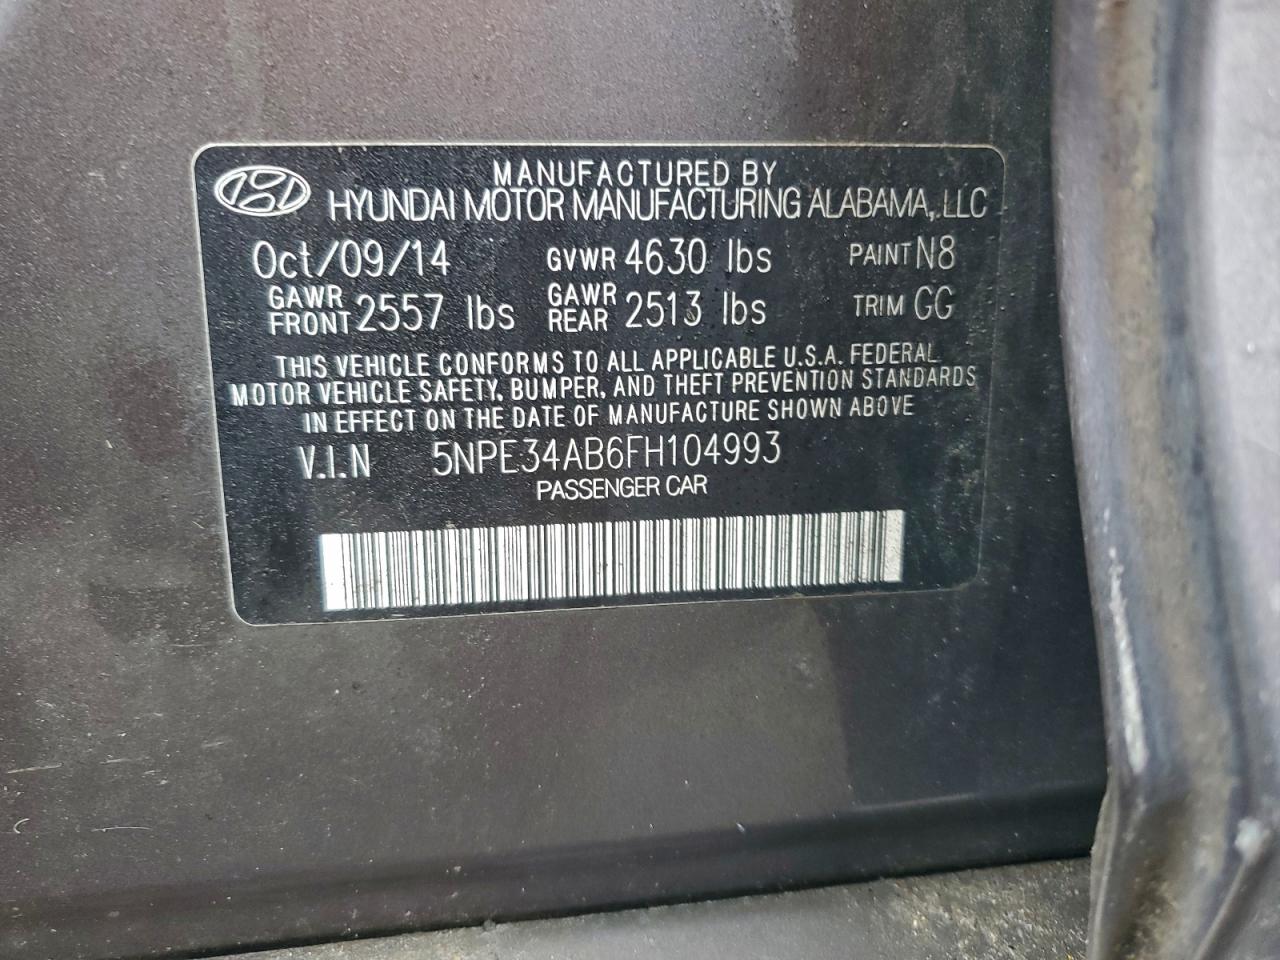 MANUFACTURED BY
HYUNDAI MOTOR MANUFACTURING ALABAMA, LLC
Oct/09/14 GVWR 4630 lbs PAINT N8
GAWR FRONT 2557 lbs GAWR REAR 2513 lbs TRIM GG
THIS VEHICLE CONFORMS TO ALL APPLICABLE U.S.A. FEDERAL
MOTOR VEHICLE SAFETY, BUMPER, AND THEFT PREVENTION STANDARDS
IN EFFECT ON THE DATE OF MANUFACTURE SHOWN ABOVE
V.I.N 5NPE34AB6FH104993
PASSENGER CAR